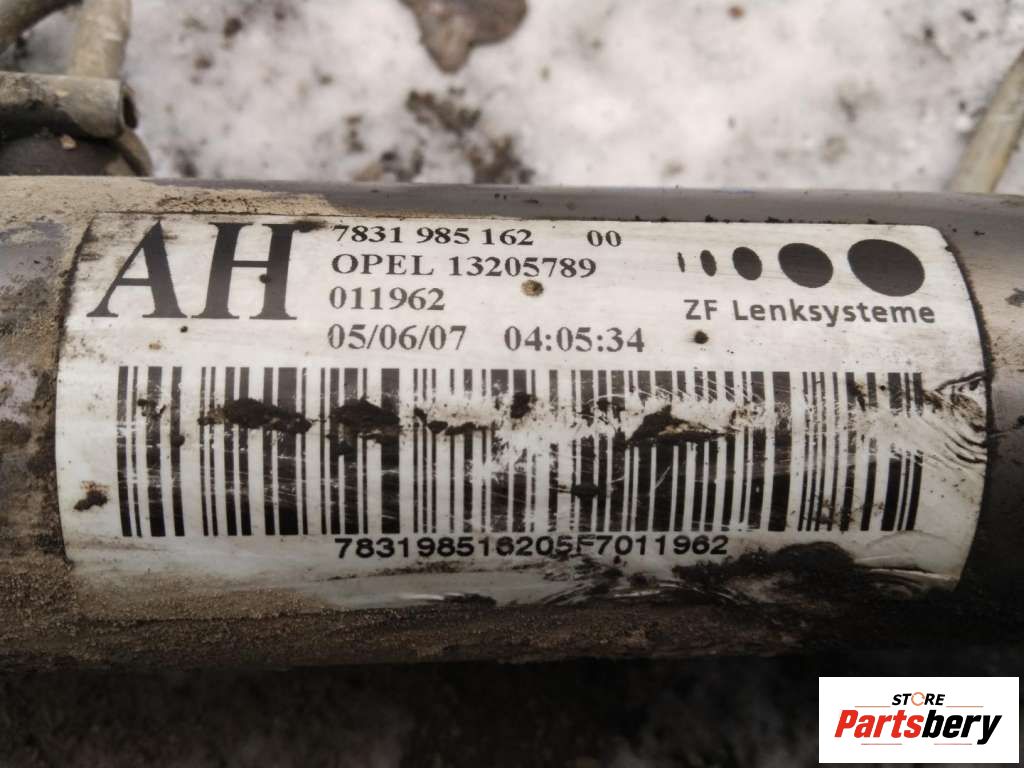 AH
7831 985 162 00
OPEL 13205789
011962
05/06/07 04:05:34
ZF Lenksysteme
783198516205F7011962
STORE
Partsbery